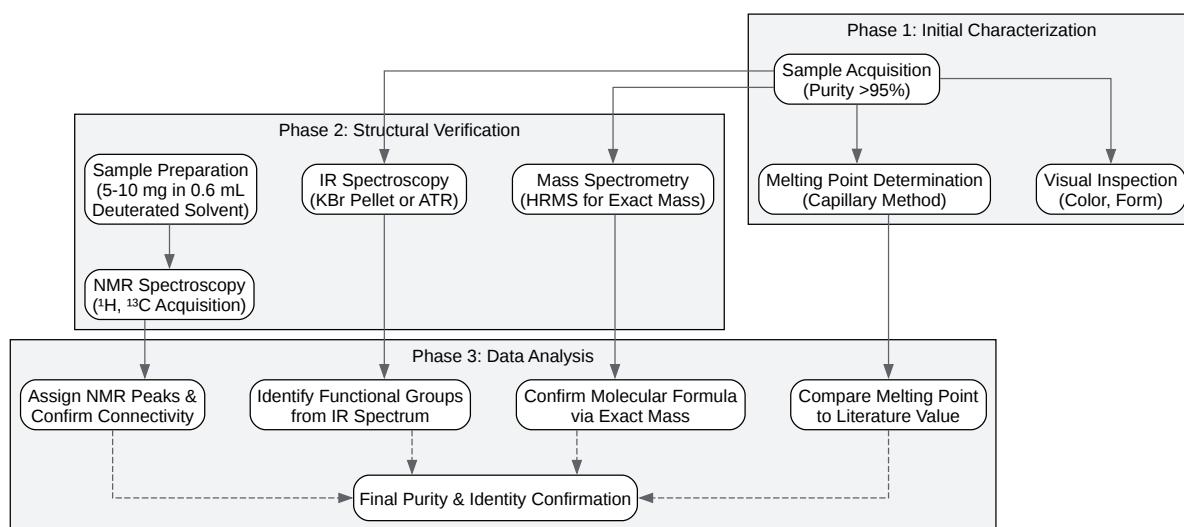 Phase 1: Initial Characterization
Sample Acquisition
(Purity >95%)
Melting Point Determination
(Capillary Method)
Visual Inspection
(Color, Form)
Phase 2: Structural Verification
Sample Preparation
(5-10 mg in 0.6 mL
Deuterated Solvent)
IR Spectroscopy
(KBr Pellet or ATR)
Mass Spectrometry
(HRMS for Exact Mass)
NMR Spectroscopy
(¹H, ¹³C Acquisition)
Phase 3: Data Analysis
Assign NMR Peaks &
Confirm Connectivity
Identify Functional Groups
from IR Spectrum
Confirm Molecular Formula
via Exact Mass
Compare Melting Point
to Literature Value
Final Purity & Identity Confirmation